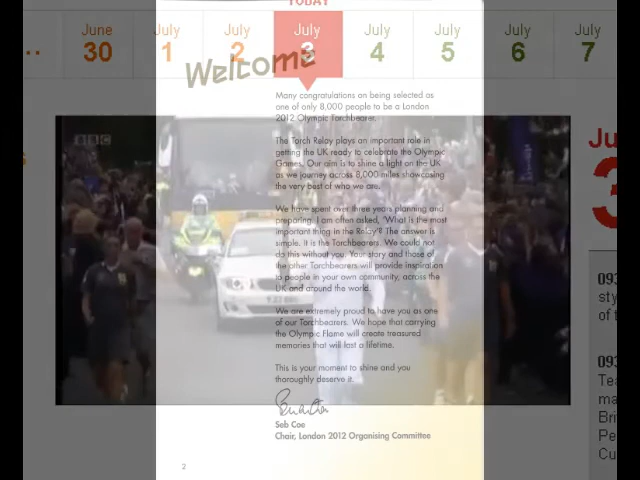 TODAY
June July July July July July July July
30 1 2 3 4 5 6 7
Welcome
Many congratulations on being selected as
one of only 8,000 people to be a London
2012 Olympic Torchbearer.
The Torch Relay plays an important role in
getting the UK ready to celebrate the Olympic
Games. Our aim is to shine a light on the UK
as we journey across 8,000 miles showcasing
the very best of who we are.
We have spent over three years planning and
preparing. I am often asked, 'What is the most
important thing in the Relay'? The answer is
simple. It is the Torchbearers. We could not
do this without you. Your story and those of
the other Torchbearers will provide inspiration
to people in your own community, across the
UK and around the world.
We are extremely proud to have you as one
of our Torchbearers. We hope that carrying
the Olympic Flame will create treasured
memories that will last a lifetime.
This is your moment to shine and you
thoroughly deserve it.
Seb Coe
Chair, London 2012 Organising Committee
2
BBC
Ju
3
093
sty
of t
093
Tea
ma
Bri
Pe
Cu